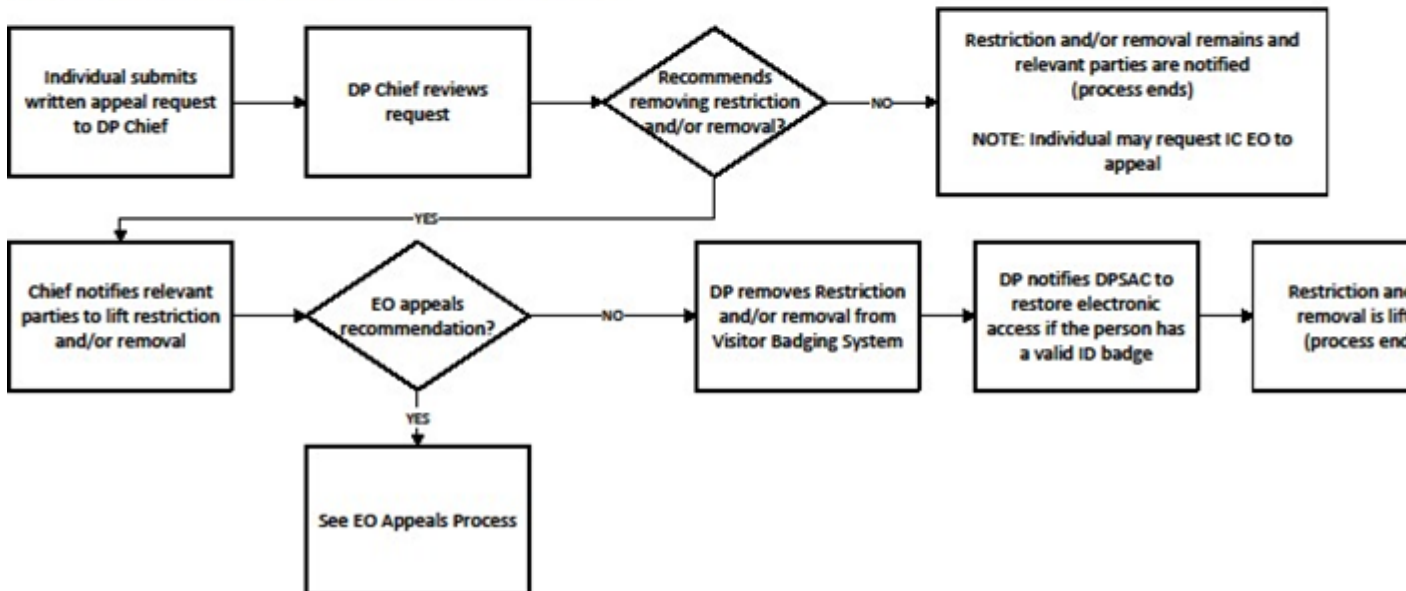 Individual submits
written appeal request
to DP Chief
DP Chief reviews
request
Recommends
removing restriction
and/or removal?
NO
Restriction and/or removal remains and
relevant parties are notified
(process ends)
NOTE: Individual may request IC EO to
appeal
YES
Chief notifies relevant
parties to lift restriction
and/or removal
EO appeals
recommendation?
NO
DP removes Restriction
and/or removal from
Visitor Badging System
DP notifies DPSAC to
restore electronic
access if the person has
a valid ID badge
Restriction
removal is
(process
YES
See EO Appeals Process